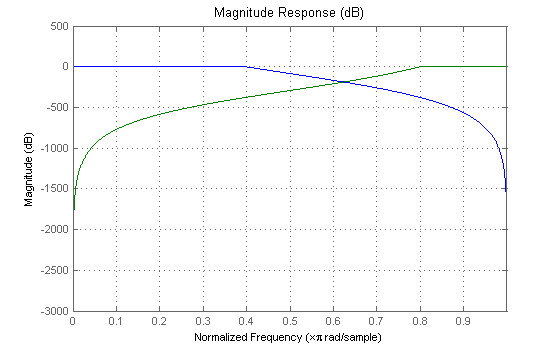 Magnitude Response (dB)
500
0
-500
-1000
-1500
-2000
-2500
-3000
Magnitude (dB)
0 0.1 0.2 0.3 0.4 0.5 0.6 0.7 0.8 0.9
Normalized Frequency (×π rad/sample)